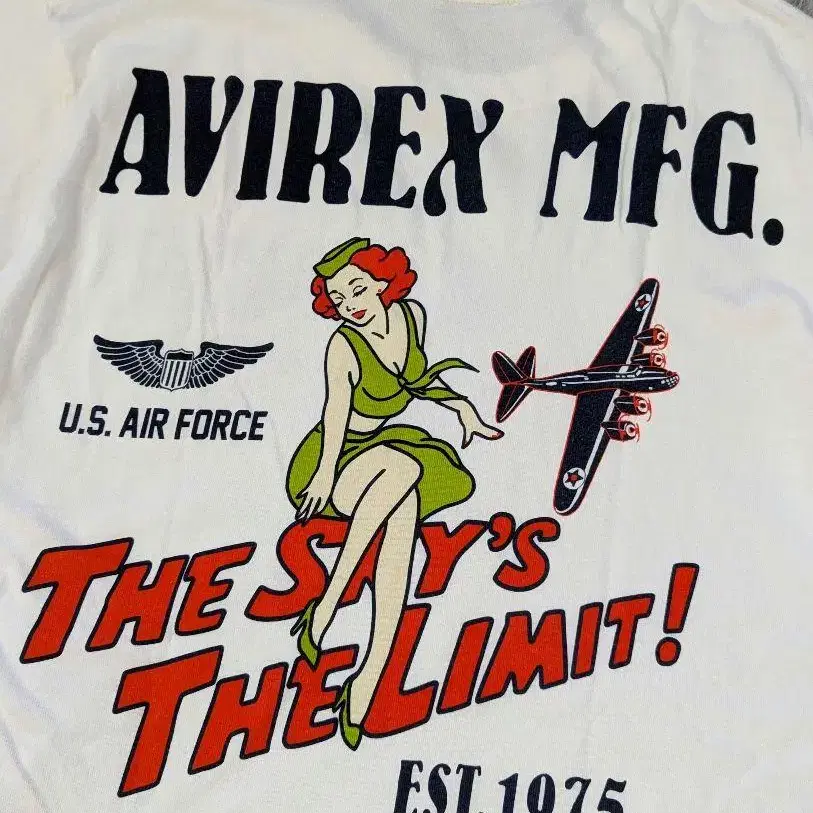 AVIREX MFG.
U.S. AIR FORCE
THE SKY'S
THE LIMIT!
EST. 1975